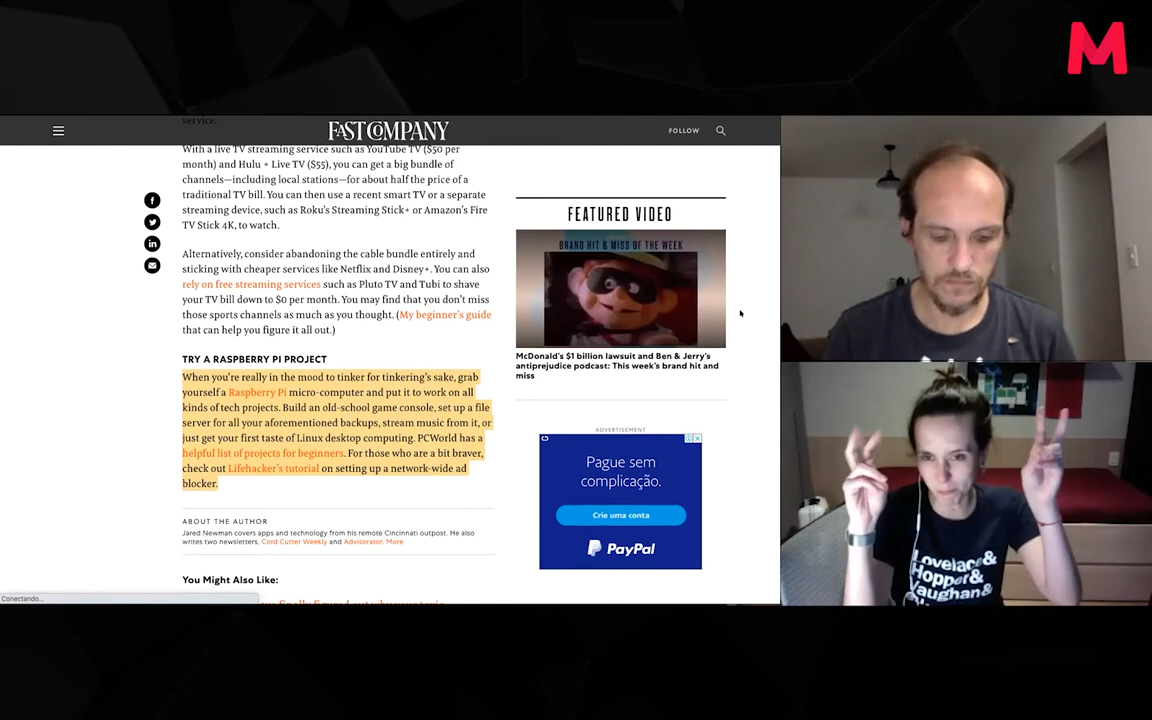 M
service.
FAST COMPANY
FOLLOW
With a live TV streaming service such as YouTube TV ($50 per
month) and Hulu + Live TV ($55), you can get a big bundle of
channels—including local stations—for about half the price of a
traditional TV bill. You can then use a recent smart TV or a separate
streaming device, such as Roku's Streaming Stick+ or Amazon's Fire
TV Stick 4K, to watch.
Alternatively, consider abandoning the cable bundle entirely and
sticking with cheaper services like Netflix and Disney+. You can also
rely on free streaming services such as Pluto TV and Tubi to shave
your TV bill down to $0 per month. You may find that you don't miss
those sports channels as much as you thought. (My beginner's guide
that can help you figure it all out.)
TRY A RASPBERRY PI PROJECT
When you're really in the mood to tinker for tinkering's sake, grab
yourself a Raspberry Pi micro-computer and put it to work on all
kinds of tech projects. Build an old-school game console, set up a file
server for all your aforementioned backups, stream music from it, or
just get your first taste of Linux desktop computing. PCWorld has a
helpful list of projects for beginners. For those who are a bit braver,
check out Lifehacker's tutorial on setting up a network-wide ad
blocker.
ABOUT THE AUTHOR
Jared Newman covers apps and technology from his remote Cincinnati outpost. He also
writes two newsletters, Cord Cutter Weekly and Advisorator. More
You Might Also Like:
Conectando...
FEATURED VIDEO
BRAND HIT & MISS OF THE WEEK
McDonald's $1 billion lawsuit and Ben & Jerry's
antiprejudice podcast: This week's brand hit and
miss
ADVERTISEMENT
Pague sem
complicação.
Crie uma conta
PayPal
Lovelace&
Hopper&
Vaughan&